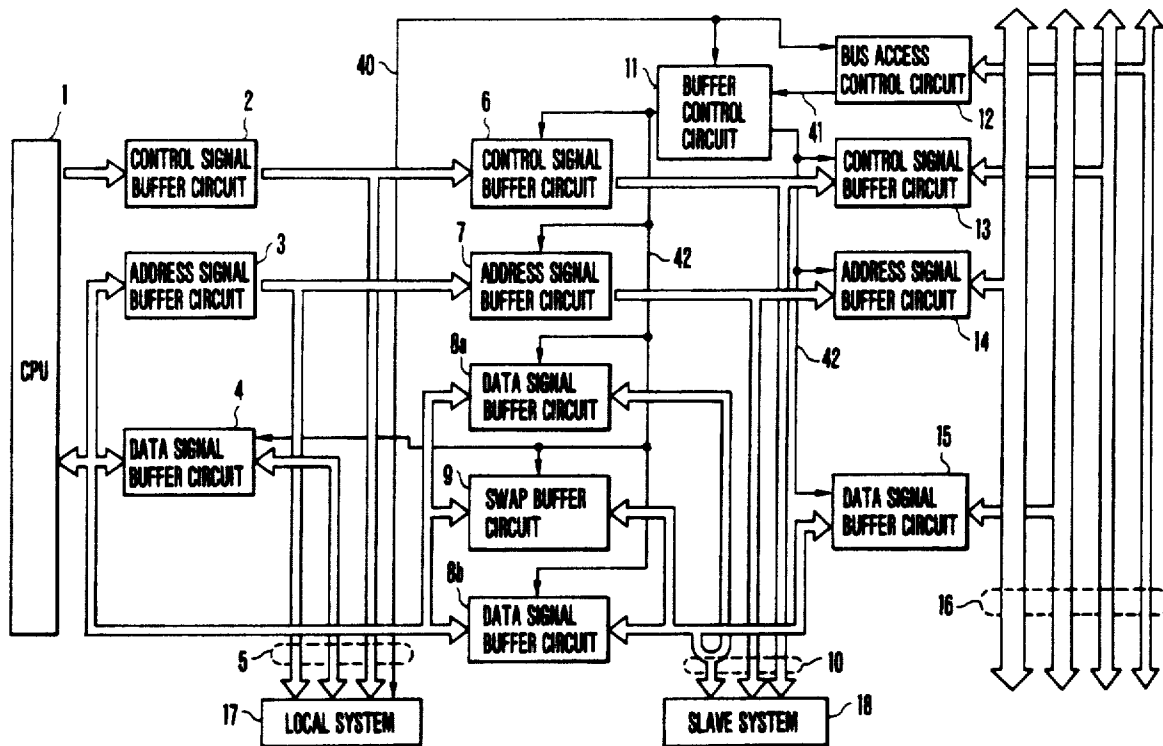 40
11
BUFFER
CONTROL
CIRCUIT
BUS ACCESS
CONTROL CIRCUIT
41
12
1
2
6
CONTROL SIGNAL
BUFFER CIRCUIT
CONTROL SIGNAL
BUFFER CIRCUIT
CONTROL SIGNAL
BUFFER CIRCUIT
13
3
7
42
ADDRESS SIGNAL
BUFFER CIRCUIT
ADDRESS SIGNAL
BUFFER CIRCUIT
ADDRESS SIGNAL
BUFFER CIRCUIT
14
42
CPU
8a
DATA SIGNAL
BUFFER CIRCUIT
4
DATA SIGNAL
BUFFER CIRCUIT
9
SWAP BUFFER
CIRCUIT
15
DATA SIGNAL
BUFFER CIRCUIT
8b
DATA SIGNAL
BUFFER CIRCUIT
16
5
10
17
LOCAL SYSTEM
SLAVE SYSTEM
18